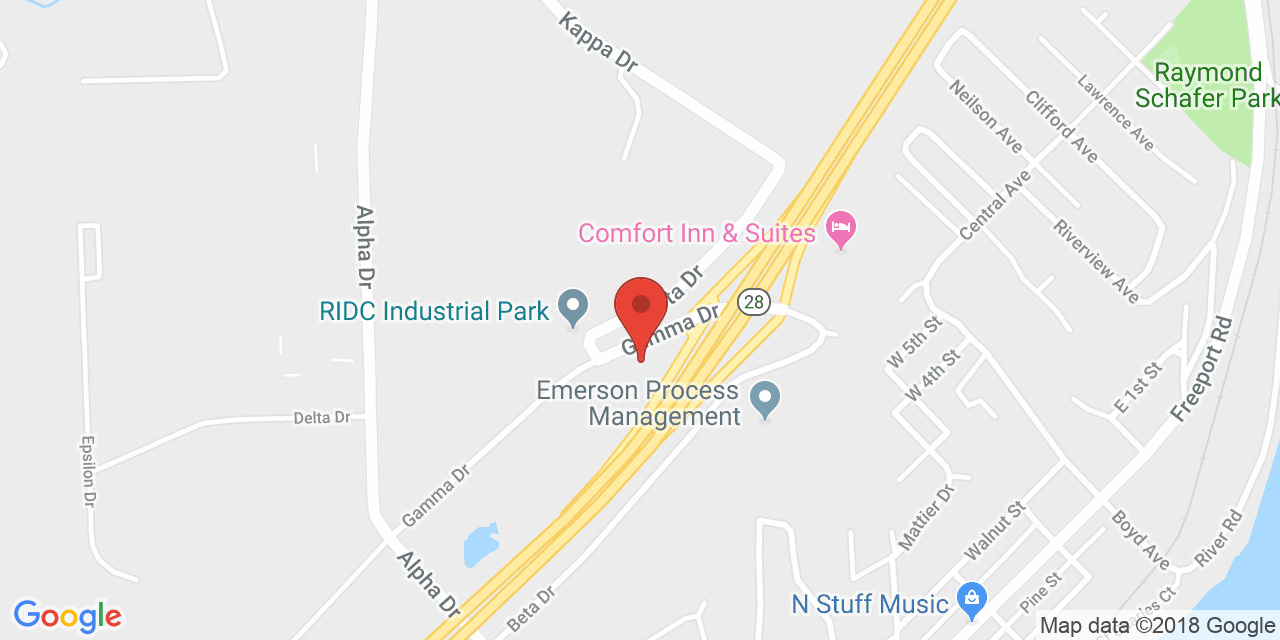 Kappa Dr
Raymond
Schafer Park
Lawrence Ave
Clifford Ave
Neilson Ave
Central Ave
Riverview Ave
Alpha Dr
Comfort Inn & Suites
RIDC Industrial Park
Dr
Gamma Dr
28
W 5th St
W 4th St
E 1st St
Freeport Rd
Emerson Process
Management
Delta Dr
Epsilon Dr
Gamma Dr
Mattier Dr
Walnut St
Boyd Ave
River Rd
Alpha Dr
Beta Dr
N Stuff Music
Pine St
Ct
Google
Map data ©2018 Google